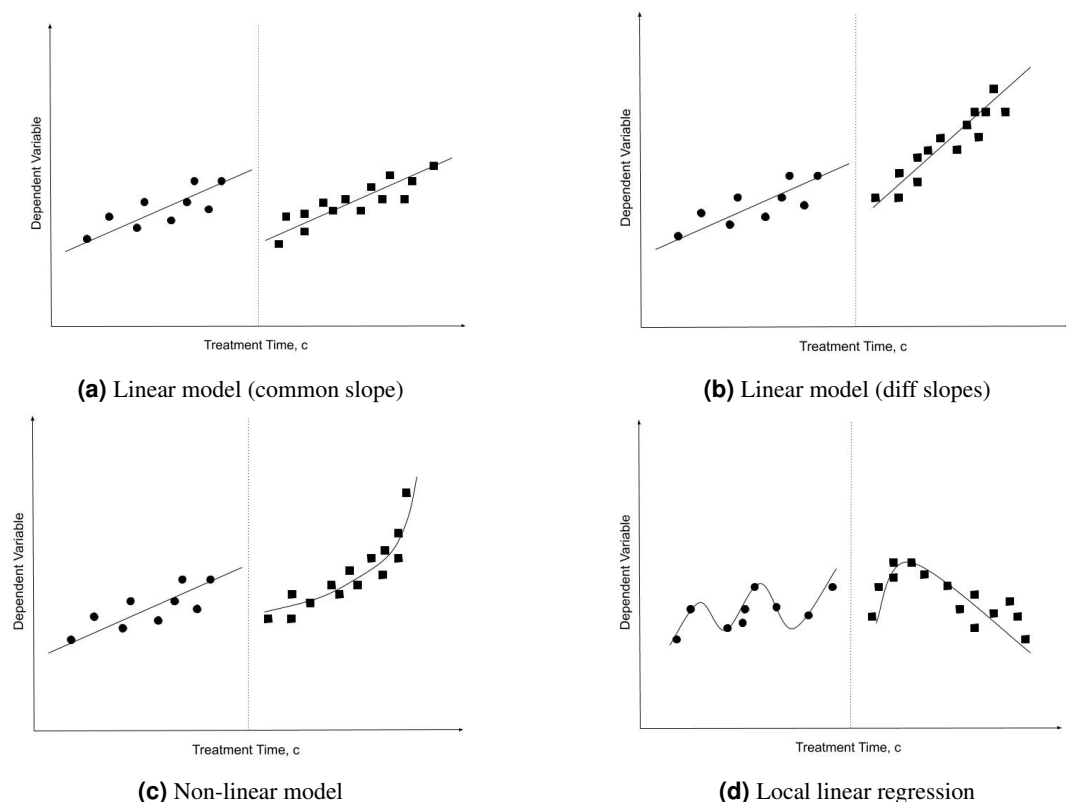 Dependent Variable
Treatment Time, c
(a) Linear model (common slope)
Dependent Variable
Treatment Time, c
(b) Linear model (diff slopes)
Dependent Variable
Treatment Time, c
(c) Non-linear model
Dependent Variable
Treatment Time, c
(d) Local linear regression